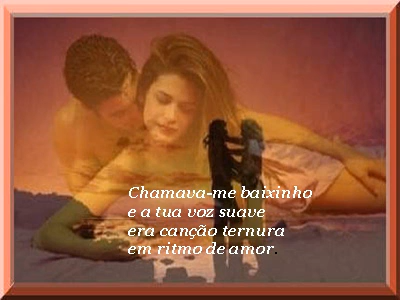 Chamava-me baixinho
e a tua voz suave
era canção ternura
em ritmo de amor.